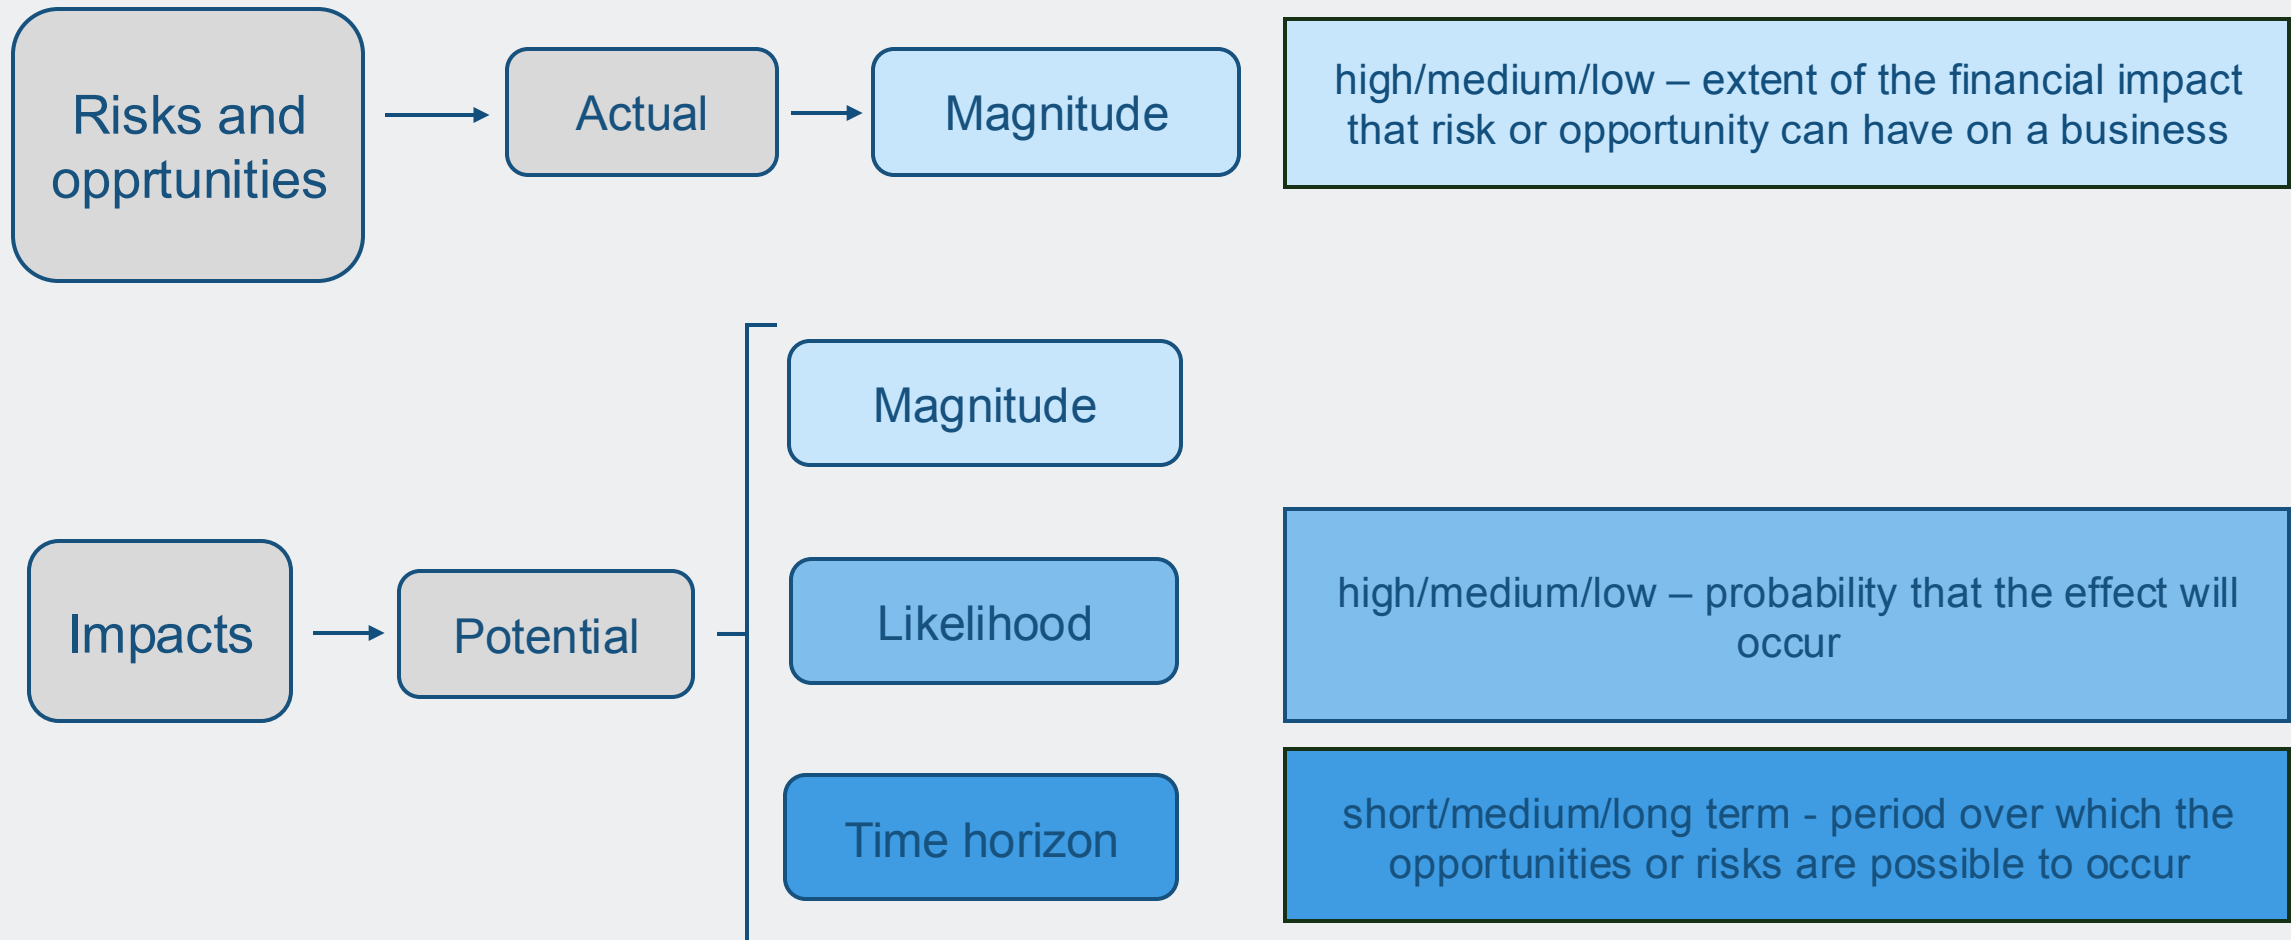 Risks and
opprtunities
Actual
Magnitude
high/medium/low – extent of the financial impact
that risk or opportunity can have on a business
Magnitude
Impacts
Potential
Likelihood
high/medium/low – probability that the effect will
occur
Time horizon
short/medium/long term - period over which the
opportunities or risks are possible to occur